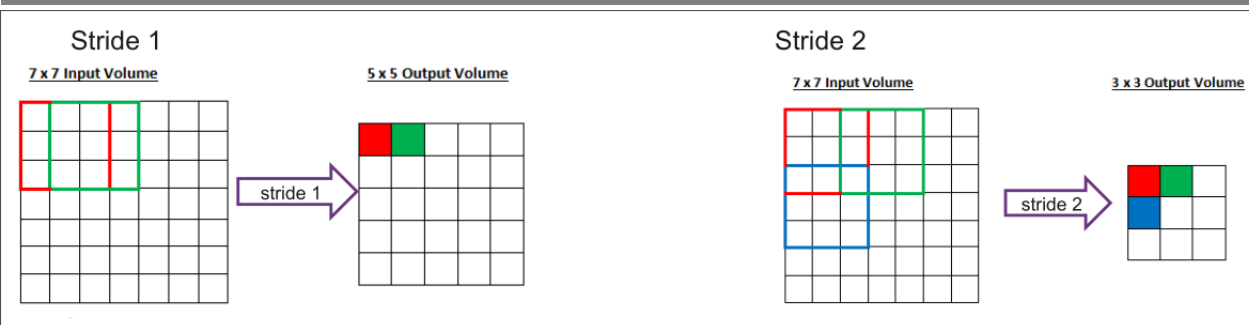 Stride 1
7 x 7 Input Volume
5 x 5 Output Volume
stride 1
Stride 2
7 x 7 Input Volume
3 x 3 Output Volume
stride 2